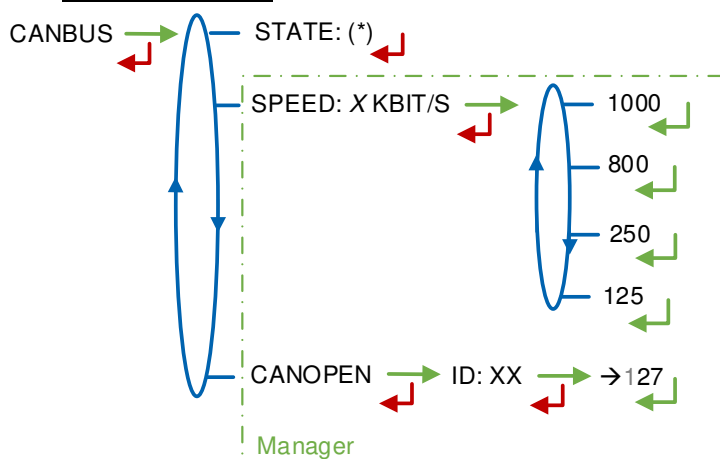 CANBUS
STATE: (*)
SPEED: X KBIT/S
1000
800
250
125
CANOPEN
ID: XX
→127
Manager